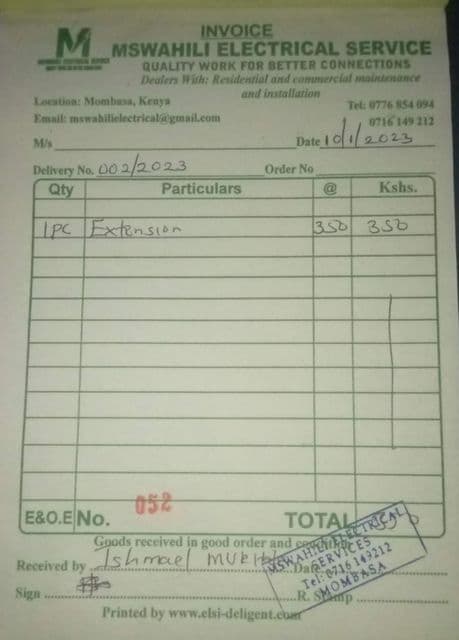 INVOICE
M MSWAHILI ELECTRICAL SERVICE
QUALITY WORK FOR BETTER CONNECTIONS
Dealers With: Residential and commercial maintenance
and installation
Location: Mombasa, Kenya
Tel: 0776 854 094
Email: mswahilielectrical@gmail.com
0716 149 212
M/s
Date 10/1/2023
Delivery No. 002/2023 Order No
Qty Particulars @ Kshs.
1PC Extension 350 350
E&O.E No. 052 TOTAL
Goods received in good order and
Received by Ishmael
MSWAHILI ELECTRICAL
SERVICES
Tel: 0716 149212
MOMBASA
Sign
Printed by www.elsi-deligent.com